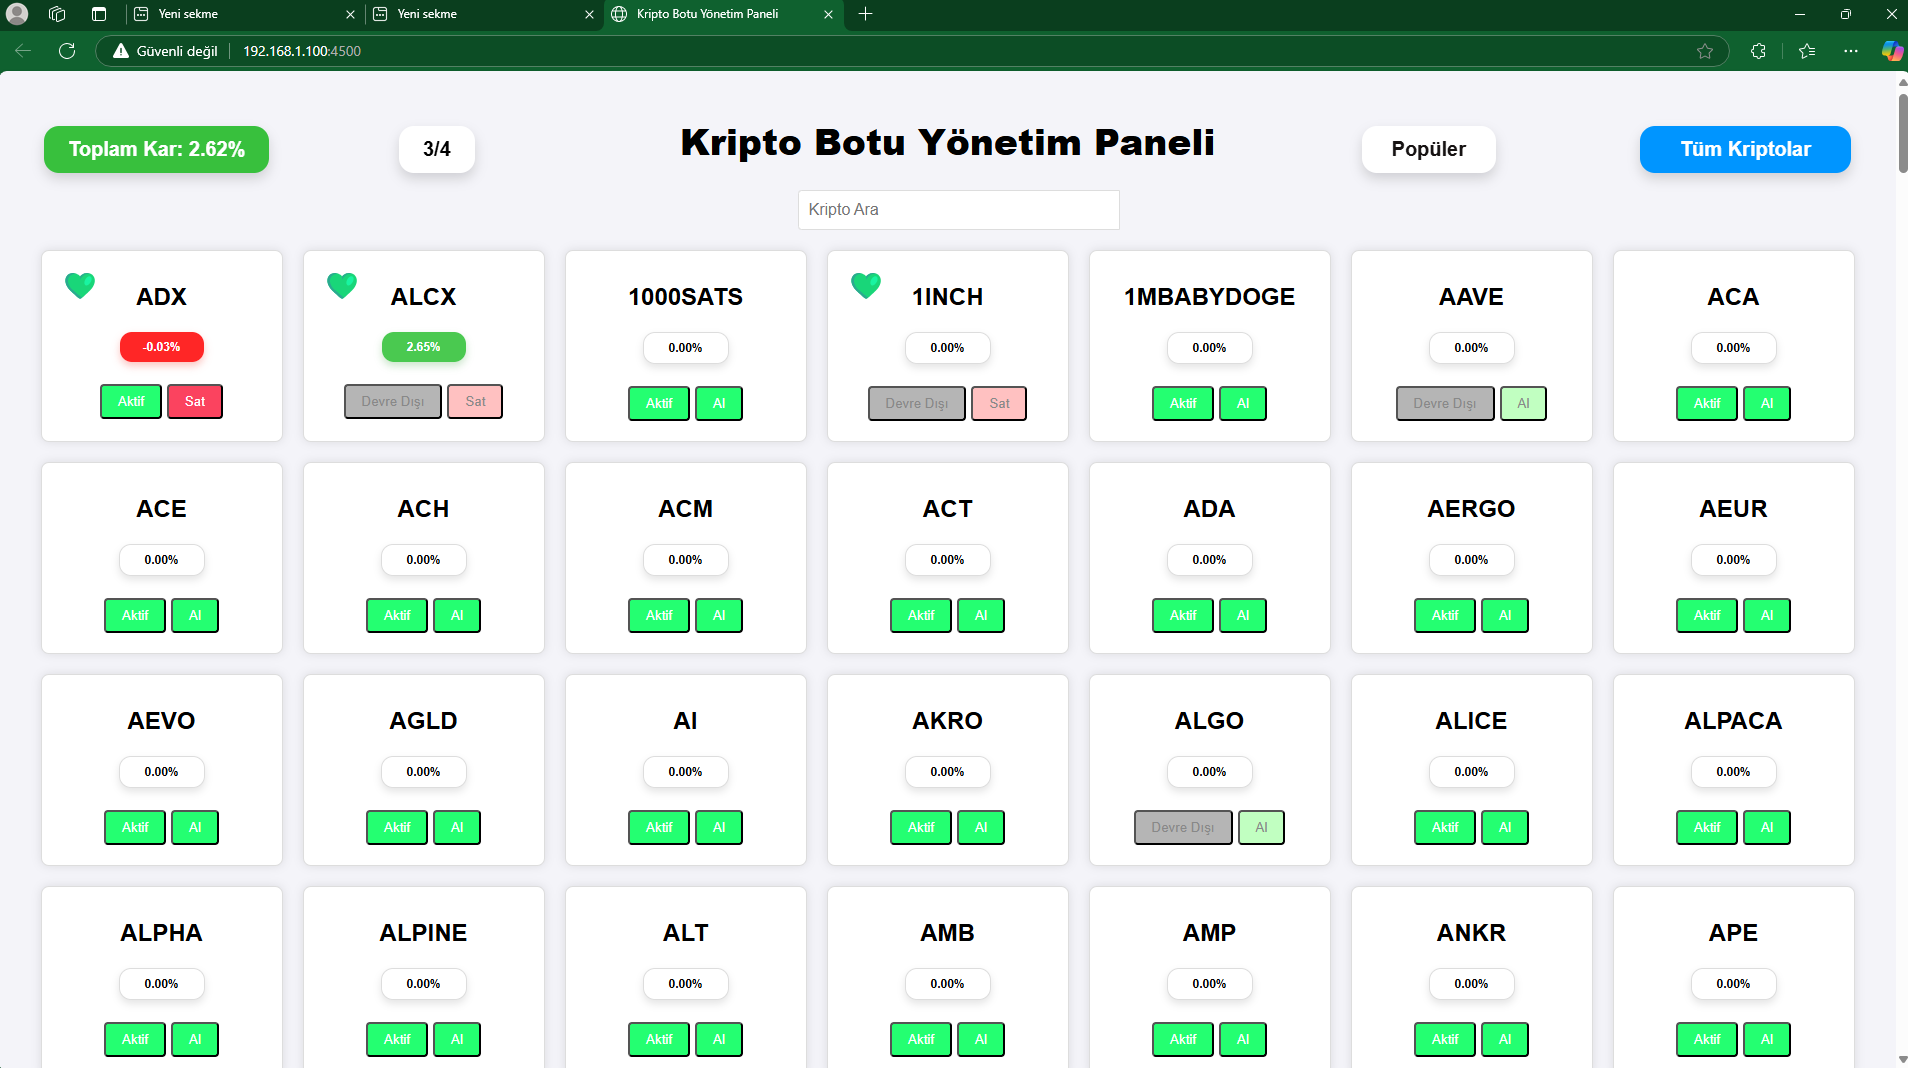 Yeni sekme
Yeni sekme
Kripto Botu Yönetim Paneli
Güvenli değil
192.168.1.100:4500
Toplam Kar: 2.62%
3/4
Kripto Botu Yönetim Paneli
Popüler
Tüm Kriptolar
Kripto Ara
ADX
-0.03%
Aktif Sat
ALCX
2.65%
Devre Dışı Sat
1000SATS
0.00%
Aktif Al
1INCH
0.00%
Devre Dışı Sat
1MBABYDOGE
0.00%
Aktif Al
AAVE
0.00%
Devre Dışı Al
ACA
0.00%
Aktif Al
ACE
0.00%
Aktif Al
ACH
0.00%
Aktif Al
ACM
0.00%
Aktif Al
ACT
0.00%
Aktif Al
ADA
0.00%
Aktif Al
AERGO
0.00%
Aktif Al
AEUR
0.00%
Aktif Al
AEVO
0.00%
Aktif Al
AGLD
0.00%
Aktif Al
AI
0.00%
Aktif Al
AKRO
0.00%
Aktif Al
ALGO
0.00%
Devre Dışı Al
ALICE
0.00%
Aktif Al
ALPACA
0.00%
Aktif Al
ALPHA
0.00%
Aktif Al
ALPINE
0.00%
Aktif Al
ALT
0.00%
Aktif Al
AMB
0.00%
Aktif Al
AMP
0.00%
Aktif Al
ANKR
0.00%
Aktif Al
APE
0.00%
Aktif Al